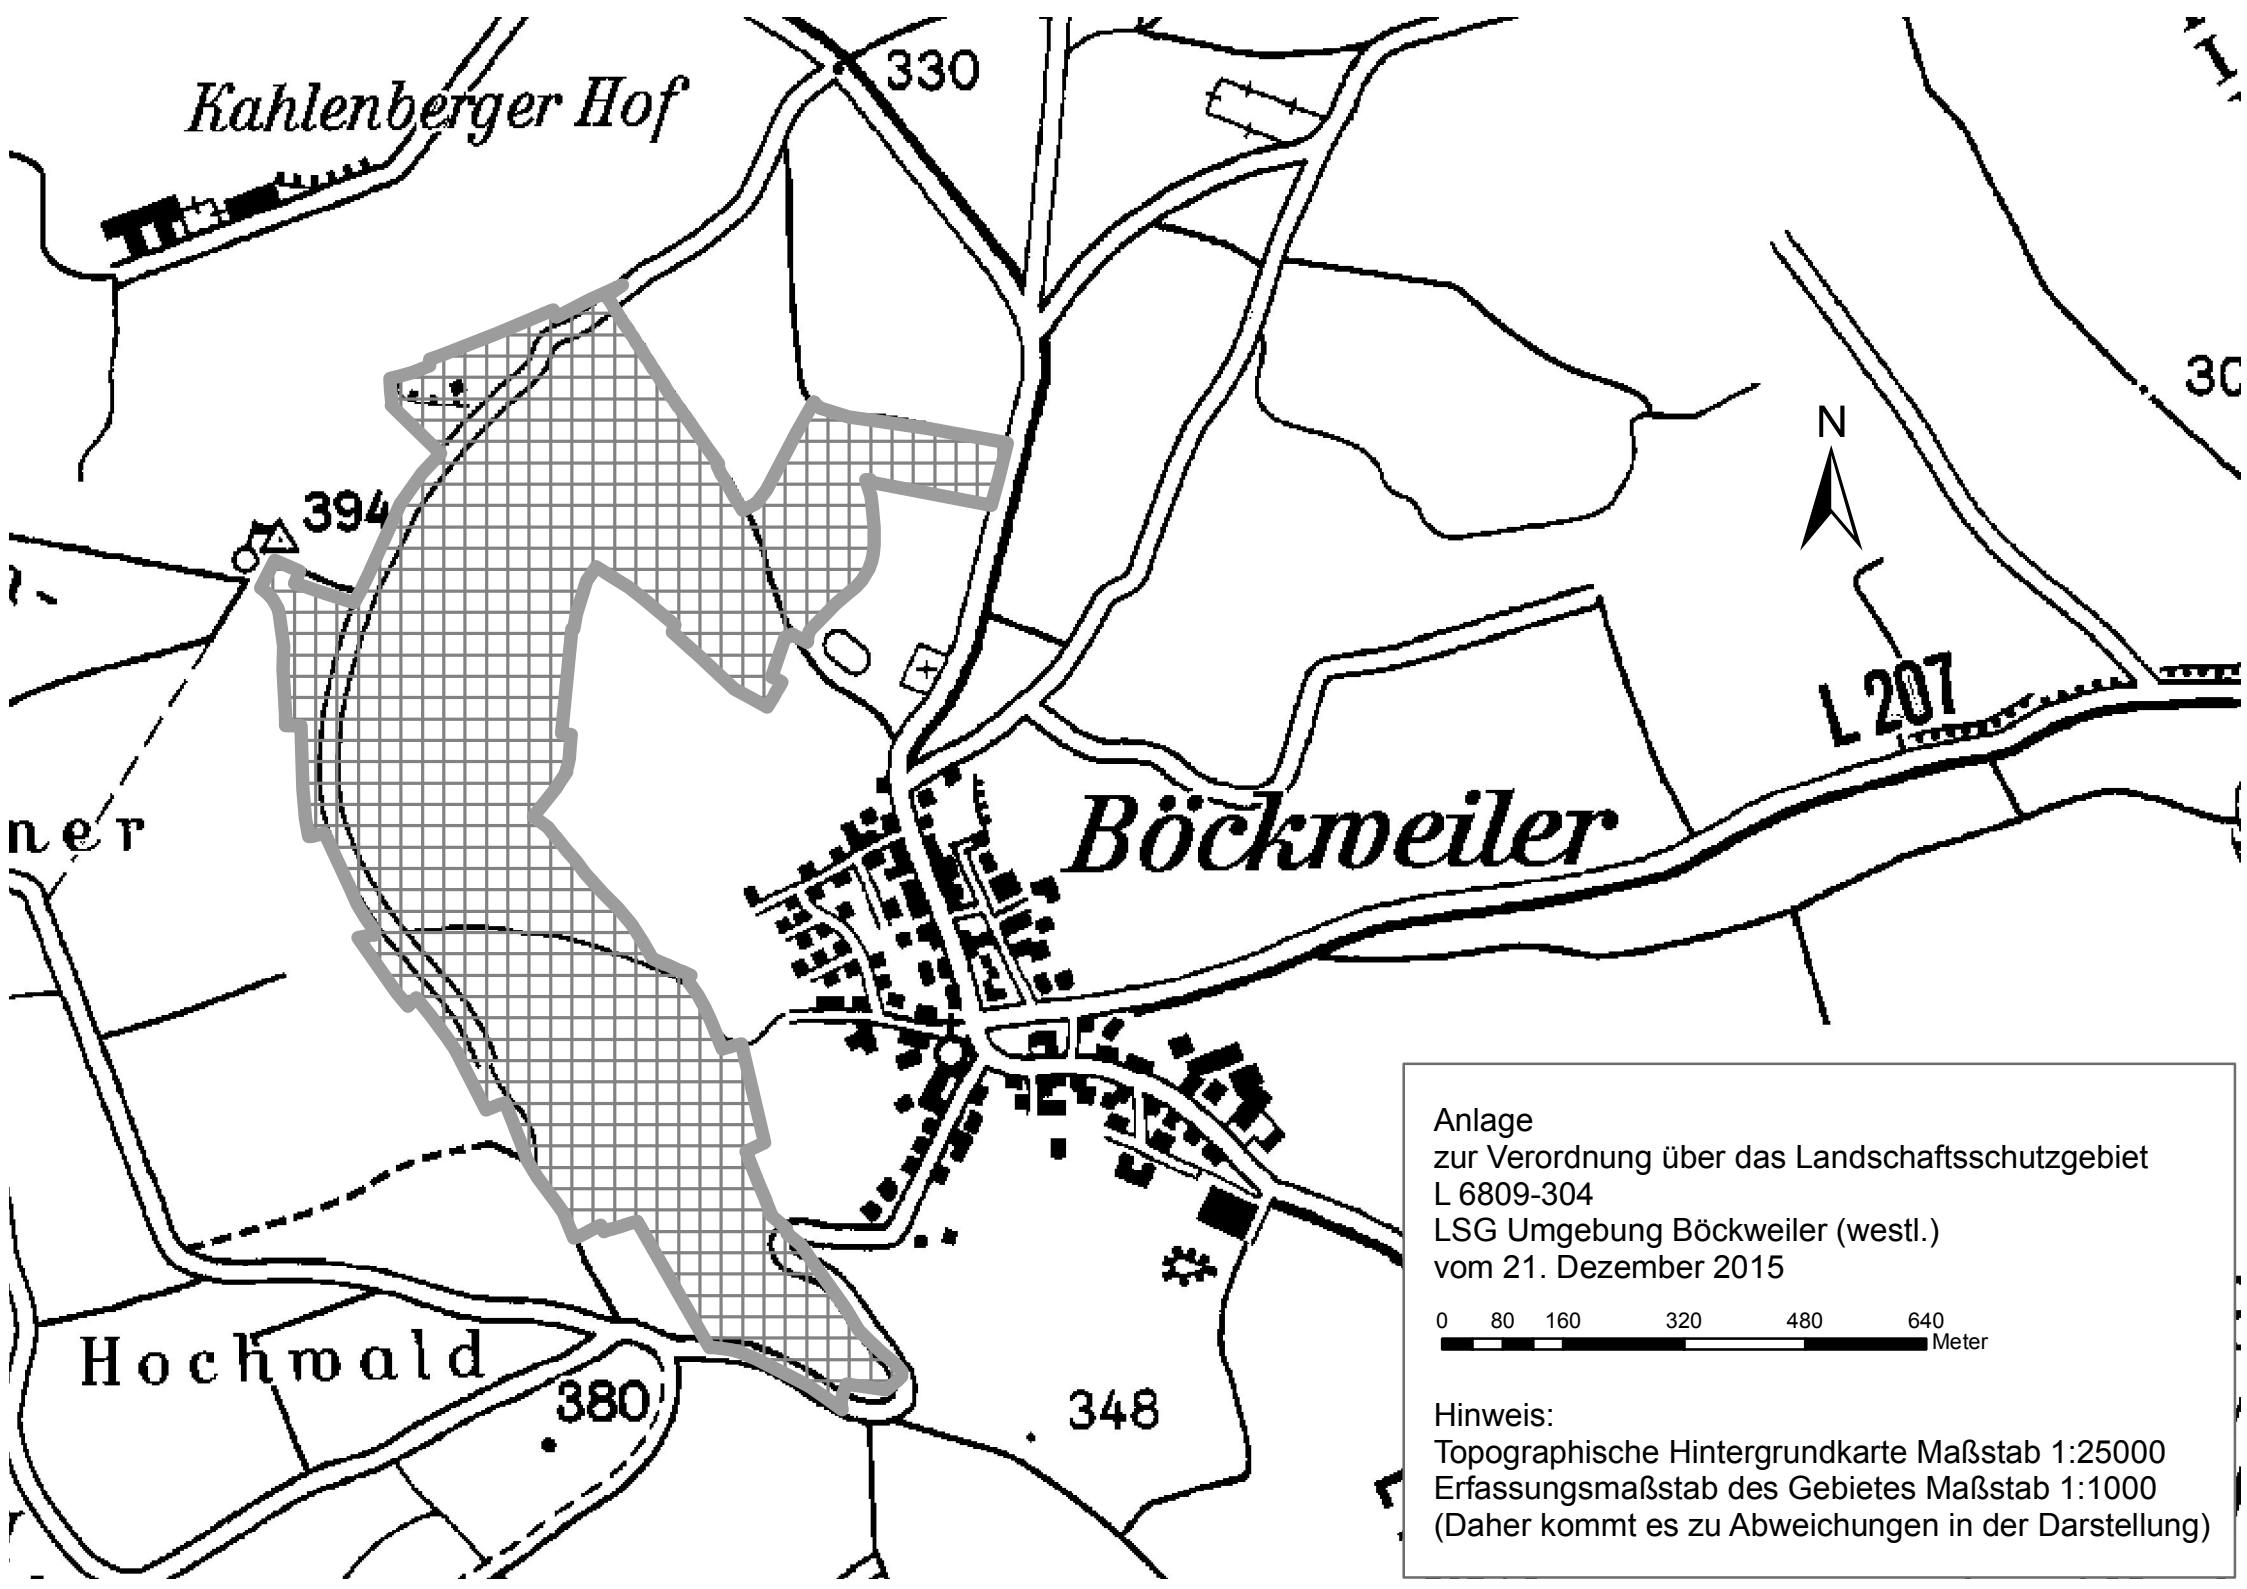 330
Kahlenberger Hof
30
N
394
L 207
ner
Böckweiler
Anlage
zur Verordnung über das Landschaftsschutzgebiet
L 6809-304
LSG Umgebung Böckweiler (westl.)
vom 21. Dezember 2015
0 80 160 320 480 640
Meter
Hochwald
380
348
Hinweis:
Topographische Hintergrundkarte Maßstab 1:25000
Erfassungsmaßstab des Gebietes Maßstab 1:1000
(Daher kommt es zu Abweichungen in der Darstellung)